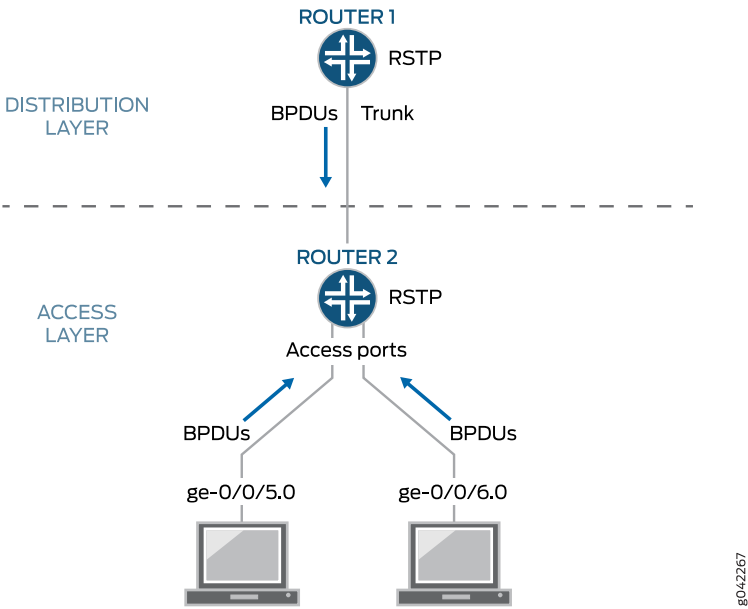 ROUTER 1
RSTP
DISTRIBUTION
LAYER
BPDUs
Trunk
ROUTER 2
RSTP
ACCESS
LAYER
Access ports
BPDUs
BPDUs
ge-0/0/5.0
ge-0/0/6.0
g042267